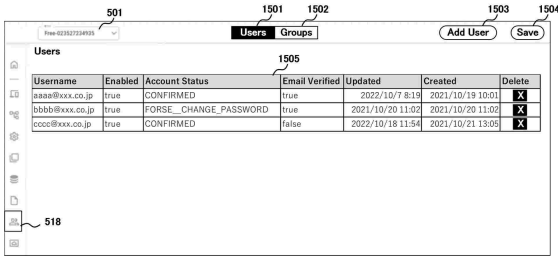 501
1501
1502
1503
1504
Free-023527234935
Users
Groups
Add User
Save
Users
1505
Username Enabled Account Status Email Verified Updated Created Delete
aaaa@xxx.co.jp true CONFIRMED true 2022/10/7 8:19 2021/10/19 10:01 X
bbbb@xxx.co.jp true FORSE__CHANGE_PASSWORD true 2021/10/20 11:02 2021/10/20 11:02 X
cccc@xxx.co.jp true CONFIRMED false 2022/10/18 11:54 2021/10/21 13:05 X
518